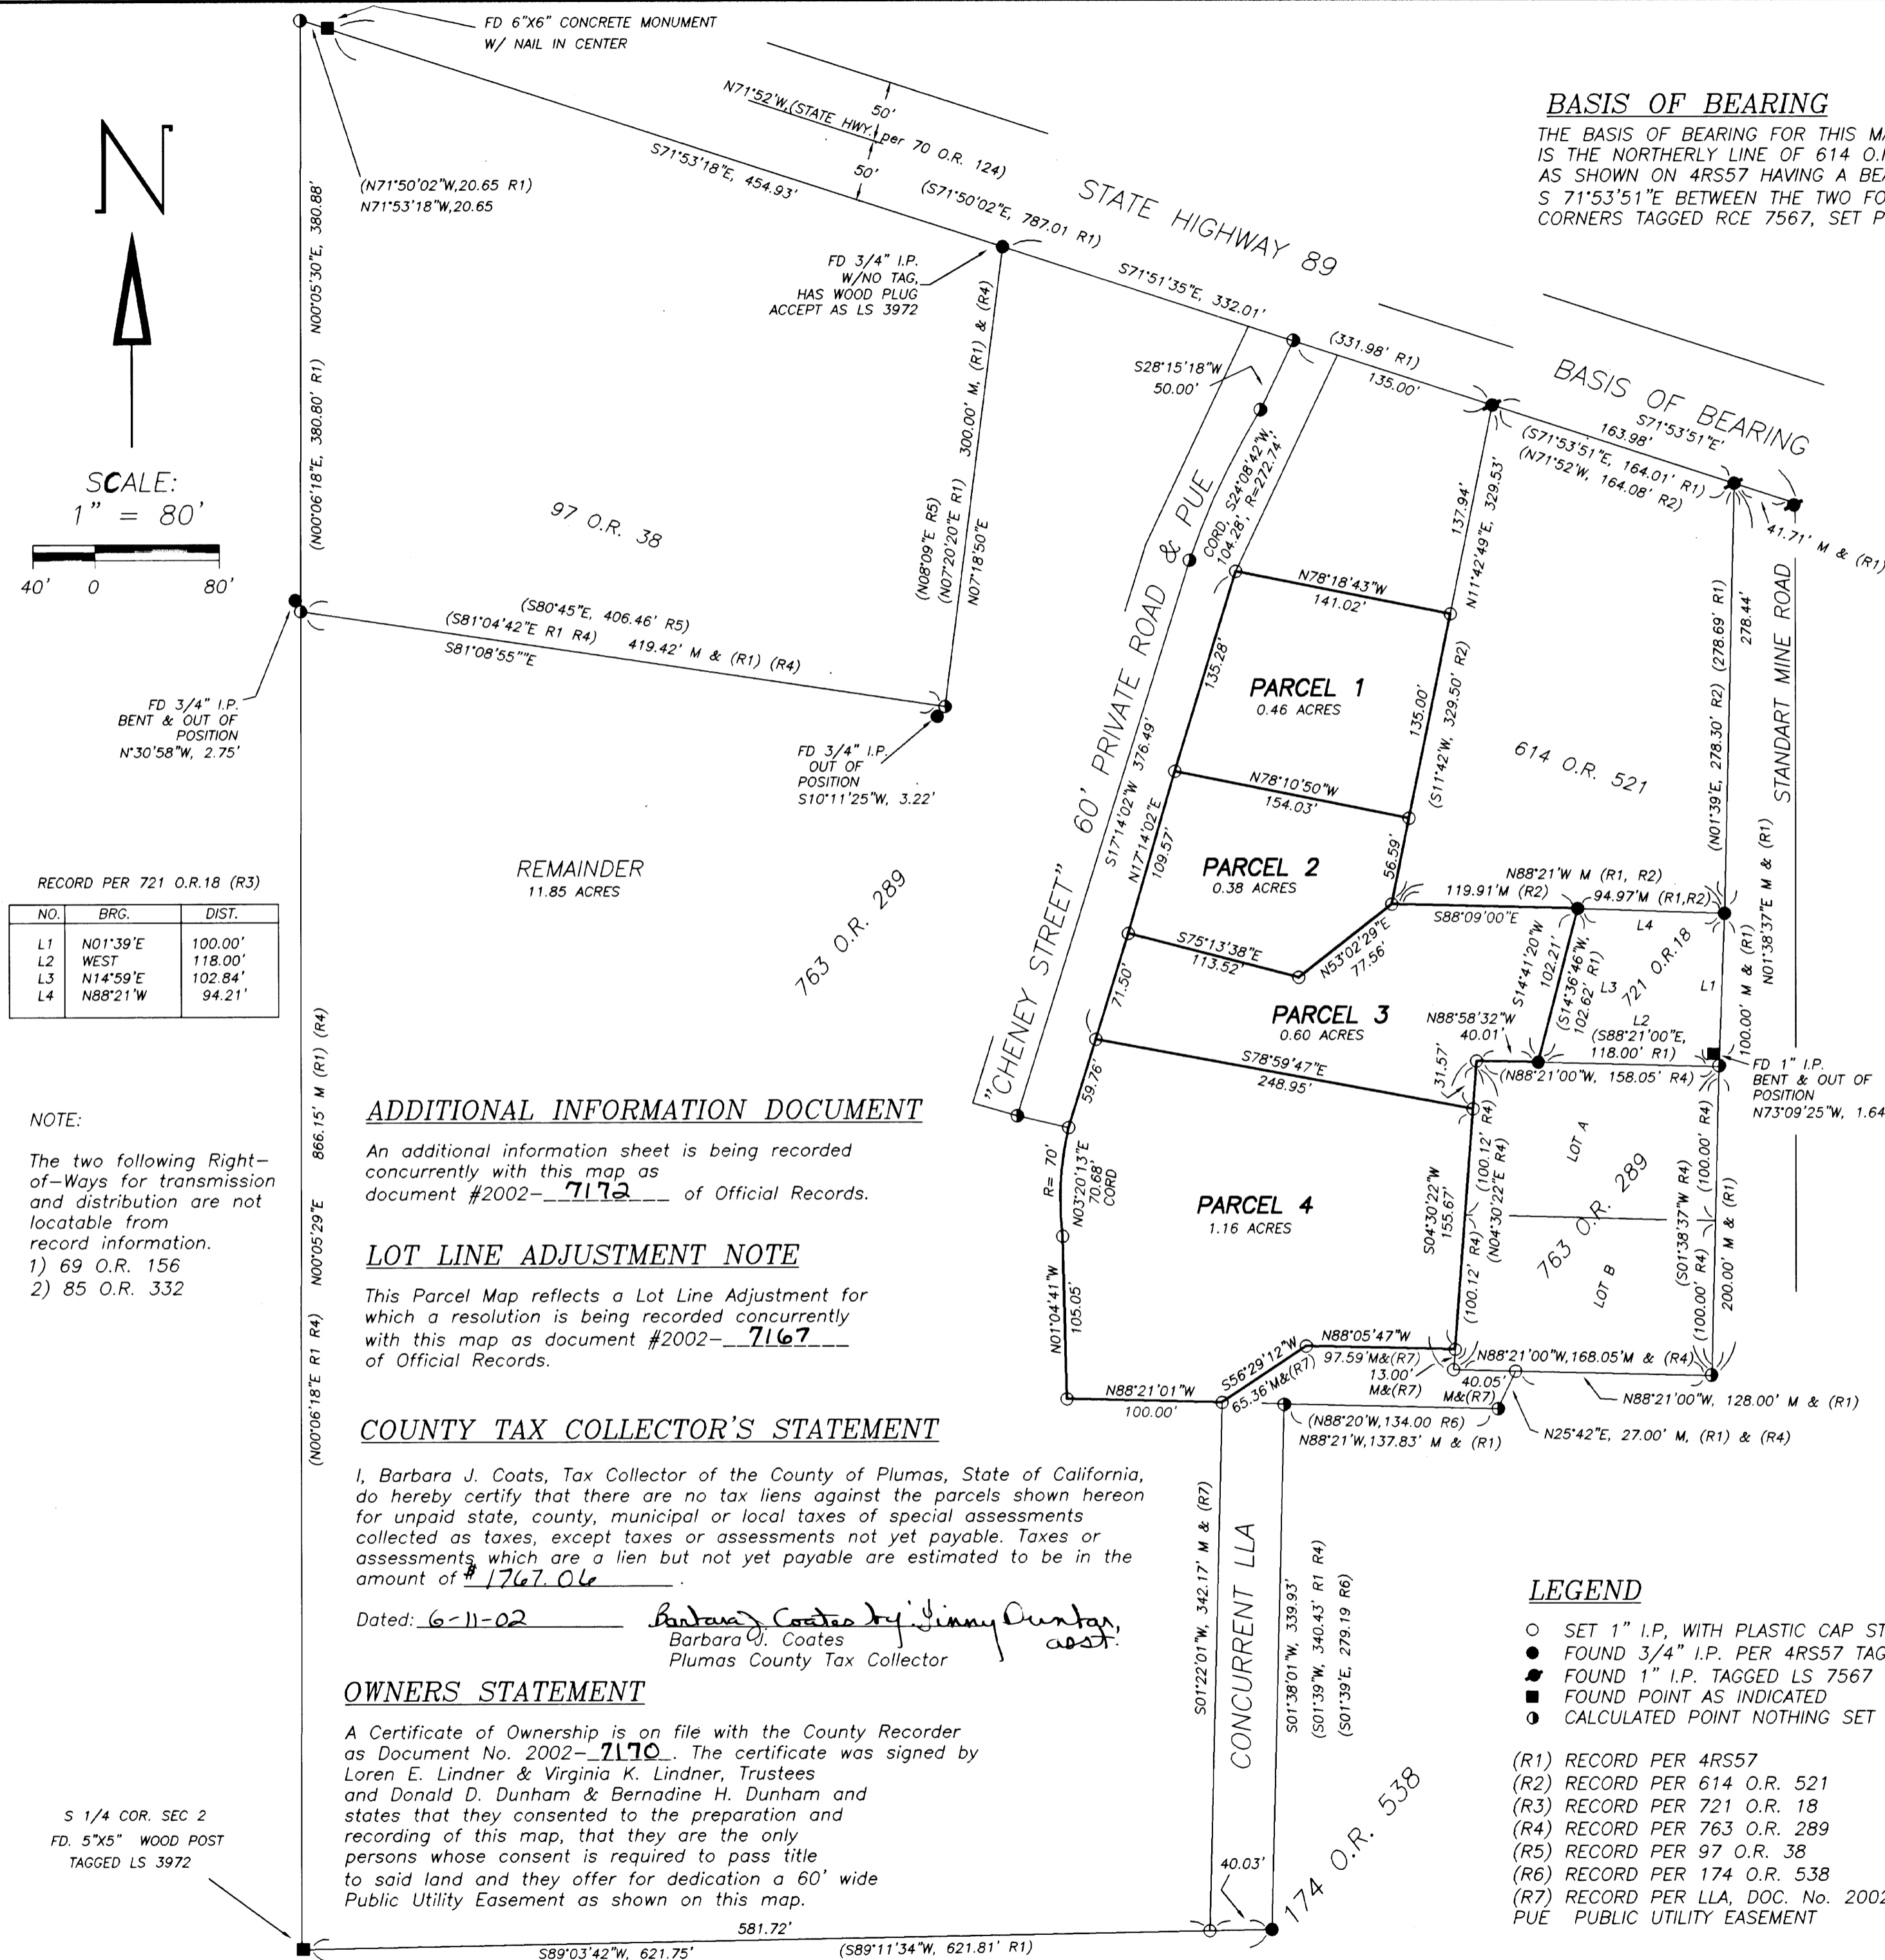 FD 6"X6" CONCRETE MONUMENT
W/ NAIL IN CENTER
N
SCALE:
1" = 80'
40' 0 80'
(N71°50'02"W,20.65 R1)
N71°53'18"W,20.65
N71°52'W,(STATE HWY. per 70 O.R. 124)
50'
50'
S71°53'18"E, 454.93'
(S71°50'02"E, 787.01 R1)
STATE HIGHWAY 89
BASIS OF BEARING
THE BASIS OF BEARING FOR THIS MA
IS THE NORTHERLY LINE OF 614 O.
AS SHOWN ON 4RS57 HAVING A BEA
S 71°53'51"E BETWEEN THE TWO FO
CORNERS TAGGED RCE 7567, SET P
FD 3/4" I.P.
W/NO TAG,
HAS WOOD PLUG
ACCEPT AS LS 3972
S71°51'35"E, 332.01'
(331.98' R1)
135.00'
S28°15'18"W
50.00'
BASIS OF BEARING
S71°53'51"E'
163.98'
(S71°53'51"E, 164.01' R1)
(N71°52'W, 164.08' R2)
41.71' M & (R1)
(N00°06'18"E, 380.80' R1) N00°05'30"E, 380.88'
97 O.R. 38
(N08°09'E R5)
(N07°20'20"E R1) 300.00' M, (R1) & (R4)
N07°18'50"E
(S80°45"E, 406.46' R5)
(S81°04'42"E R1 R4) 419.42' M & (R1) (R4)
S81°08'55""E
FD 3/4" I.P.
BENT & OUT OF
POSITION
N°30'58"W, 2.75'
FD 3/4" I.P.
OUT OF
POSITION
S10°11'25"W, 3.22'
CORD, S24°08'42"W,
104.28', R=272.74'
60' PRIVATE ROAD & PUE
"CHENEY STREET"
S17°14'02"W 376.49'
N17°14'02"E
109.57'
135.28'
71.50'
59.76'
N78°18'43"W
141.02'
PARCEL 1
0.46 ACRES
137.94'
N11°42'49"E, 329.53'
135.00'
(S11°42'W, 329.50' R2)
56.59'
N78°10'50"W
154.03'
PARCEL 2
0.38 ACRES
S75°13'38"E
113.52'
N53°02'29"E
77.56'
614 O.R. 521
(N01°39'E, 278.30' R2) (278.69' R1)
278.44'
STANDART MINE ROAD
N01°38'37"E M & (R1)
N88°21'W M (R1, R2)
119.91'M (R2) 94.97'M (R1,R2)
S88°09'00"E
L4
S14°41'20"W
102.21'
(S14°36'46"W,
102.62' R1)
L3
721 O.R.18
L1
100.00' M & (R1)
L2
(S88°21'00"E,
118.00' R1)
(N88°21'00"W, 158.05' R4)
FD 1" I.P.
BENT & OUT OF
POSITION
N73°09'25"W, 1.64
PARCEL 3
0.60 ACRES
N88°58'32"W
40.01'
31.57'
S78°59'47"E
248.95'
REMAINDER
11.85 ACRES
763 O.R. 289
RECORD PER 721 O.R.18 (R3)
NO. BRG. DIST.
L1 N01°39'E 100.00'
L2 WEST 118.00'
L3 N14°59'E 102.84'
L4 N88°21'W 94.21'
(N00°06'18"E R1 R4) N00°05'29"E 866.15' M (R1) (R4)
NOTE:
The two following Right-
of-Ways for transmission
and distribution are not
locatable from
record information.
1) 69 O.R. 156
2) 85 O.R. 332
ADDITIONAL INFORMATION DOCUMENT
An additional information sheet is being recorded
concurrently with this map as
document #2002-7172 of Official Records.
LOT LINE ADJUSTMENT NOTE
This Parcel Map reflects a Lot Line Adjustment for
which a resolution is being recorded concurrently
with this map as document #2002-7167
of Official Records.
R= 70'
N03°20'13"E
70.68'
CORD
N01°04'41"W
105.05'
PARCEL 4
1.16 ACRES
S04°30'22"W
155.67'
(100.12' R4) (100.12' R4)
(N04°30'22"E R4)
LOT A
763 O.R. 289
LOT B
(S01°38'37"W R4)
(100.00' R4) (100.00' R4)
200.00' M & (R1)
S56°29'12"W
65.36'M&(R7)
N88°05'47"W
97.59'M&(R7)
13.00'
M&(R7)
N88°21'00"W,168.05'M & (R4)
40.05'
M&(R7)
N88°21'00"W, 128.00' M & (R1)
N25°42"E, 27.00' M, (R1) & (R4)
N88°21'01"W
100.00'
(N88°20'W,134.00 R6)
N88°21'W,137.83' M & (R1)
COUNTY TAX COLLECTOR'S STATEMENT
I, Barbara J. Coats, Tax Collector of the County of Plumas, State of California,
do hereby certify that there are no tax liens against the parcels shown hereon
for unpaid state, county, municipal or local taxes of special assessments
collected as taxes, except taxes or assessments not yet payable. Taxes or
assessments which are a lien but not yet payable are estimated to be in the
amount of $1767.06.
Dated: 6-11-02 Barbara J Coates by: Ginny Dunbar,
asst.
Barbara J. Coates
Plumas County Tax Collector
OWNERS STATEMENT
A Certificate of Ownership is on file with the County Recorder
as Document No. 2002-7170. The certificate was signed by
Loren E. Lindner & Virginia K. Lindner, Trustees
and Donald D. Dunham & Bernadine H. Dunham and
states that they consented to the preparation and
recording of this map, that they are the only
persons whose consent is required to pass title
to said land and they offer for dedication a 60' wide
Public Utility Easement as shown on this map.
S01°22'01"W, 342.17' M & (R7)
CONCURRENT LLA
S01°38'01"W, 339.93'
(S01°39"W, 340.43' R1 R4)
(S01°39'E, 279.19 R6)
174 O.R. 538
40.03'
S 1/4 COR. SEC 2
FD. 5"X5" WOOD POST
TAGGED LS 3972
581.72'
S89°03'42"W, 621.75' (S89°11'34"W, 621.81' R1)
LEGEND
SET 1" I.P, WITH PLASTIC CAP ST
FOUND 3/4" I.P. PER 4RS57 TAG
FOUND 1" I.P. TAGGED LS 7567
FOUND POINT AS INDICATED
CALCULATED POINT NOTHING SET
(R1) RECORD PER 4RS57
(R2) RECORD PER 614 O.R. 521
(R3) RECORD PER 721 O.R. 18
(R4) RECORD PER 763 O.R. 289
(R5) RECORD PER 97 O.R. 38
(R6) RECORD PER 174 O.R. 538
(R7) RECORD PER LLA, DOC. No. 2002
PUE PUBLIC UTILITY EASEMENT